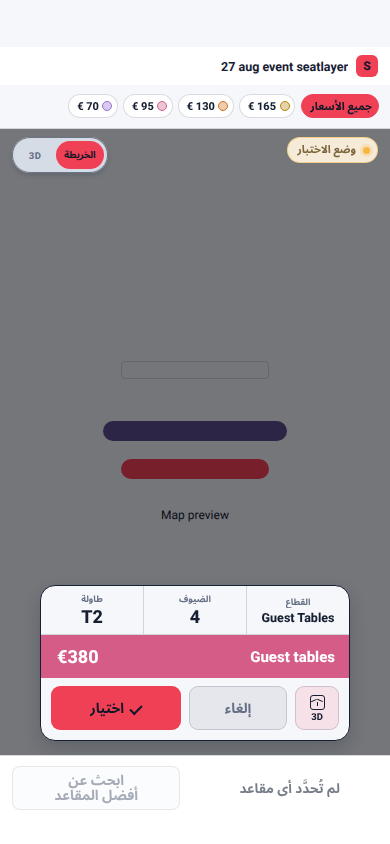 S
27 aug event seatlayer
جميع الأسعار
€ 165
€ 130
€ 95
€ 70
وضع الاختبار
الخريطة
3D
Map preview
القطاع
Guest Tables
الضيوف
4
طاولة
T2
Guest tables
€380
3D
إلغاء
اختيار
لم تُحدَّد أي مقاعد
ابحث عن
أفضل المقاعد